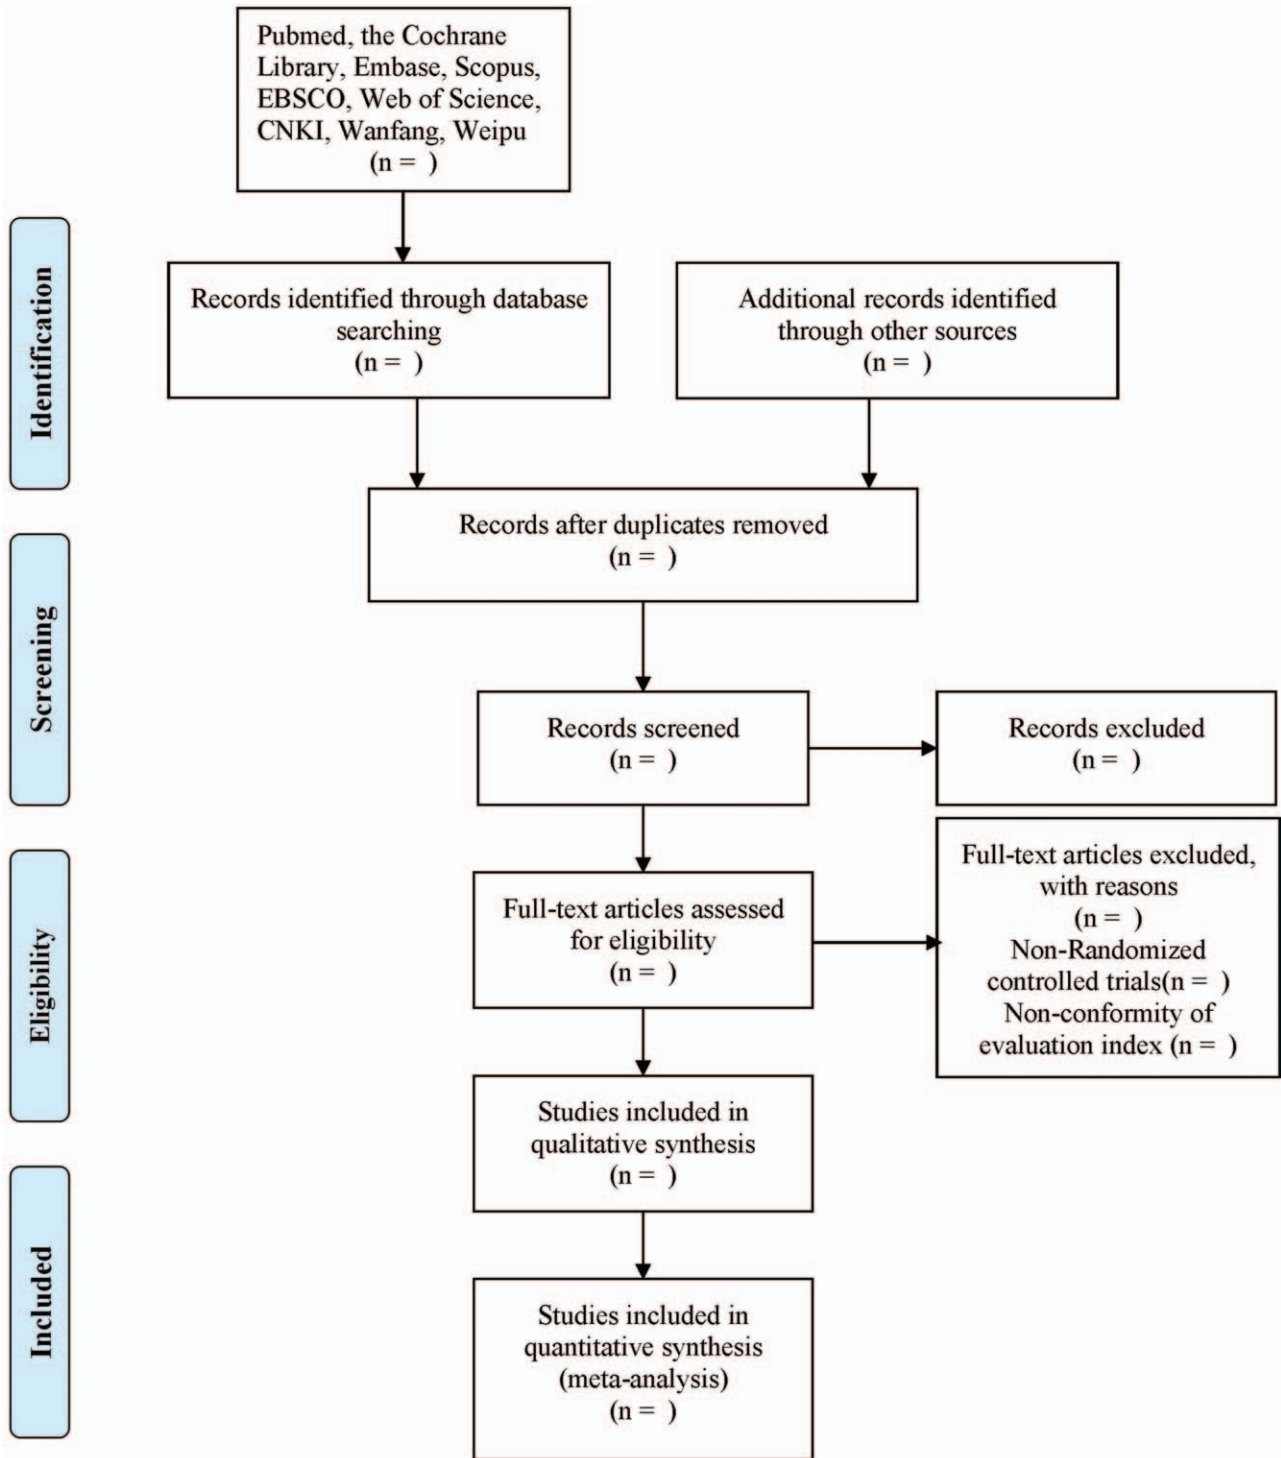 Pubmed, the Cochrane
Library, Embase, Scopus,
EBSCO, Web of Science,
CNKI, Wanfang, Weipu
(n = )
Identification
Records identified through database
searching
(n = )
Additional records identified
through other sources
(n = )
Records after duplicates removed
(n = )
Screening
Records screened
(n = )
Records excluded
(n = )
Eligibility
Full-text articles assessed
for eligibility
(n = )
Full-text articles excluded,
with reasons
(n = )
Non-Randomized
controlled trials(n = )
Non-conformity of
evaluation index (n = )
Studies included in
qualitative synthesis
(n = )
Included
Studies included in
quantitative synthesis
(meta-analysis)
(n = )